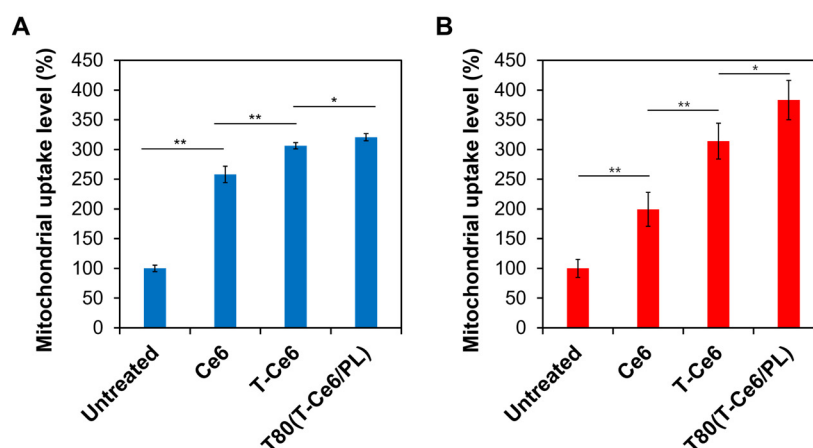 A
Mitochondrial uptake level (%)
450
400
350
300
250
200
150
100
50
0
**
**
*
Untreated
Ce6
T-Ce6
T80(T-Ce6/PL)
B
Mitochondrial uptake level (%)
450
400
350
300
250
200
150
100
50
0
**
**
*
Untreated
Ce6
T-Ce6
T80(T-Ce6/PL)